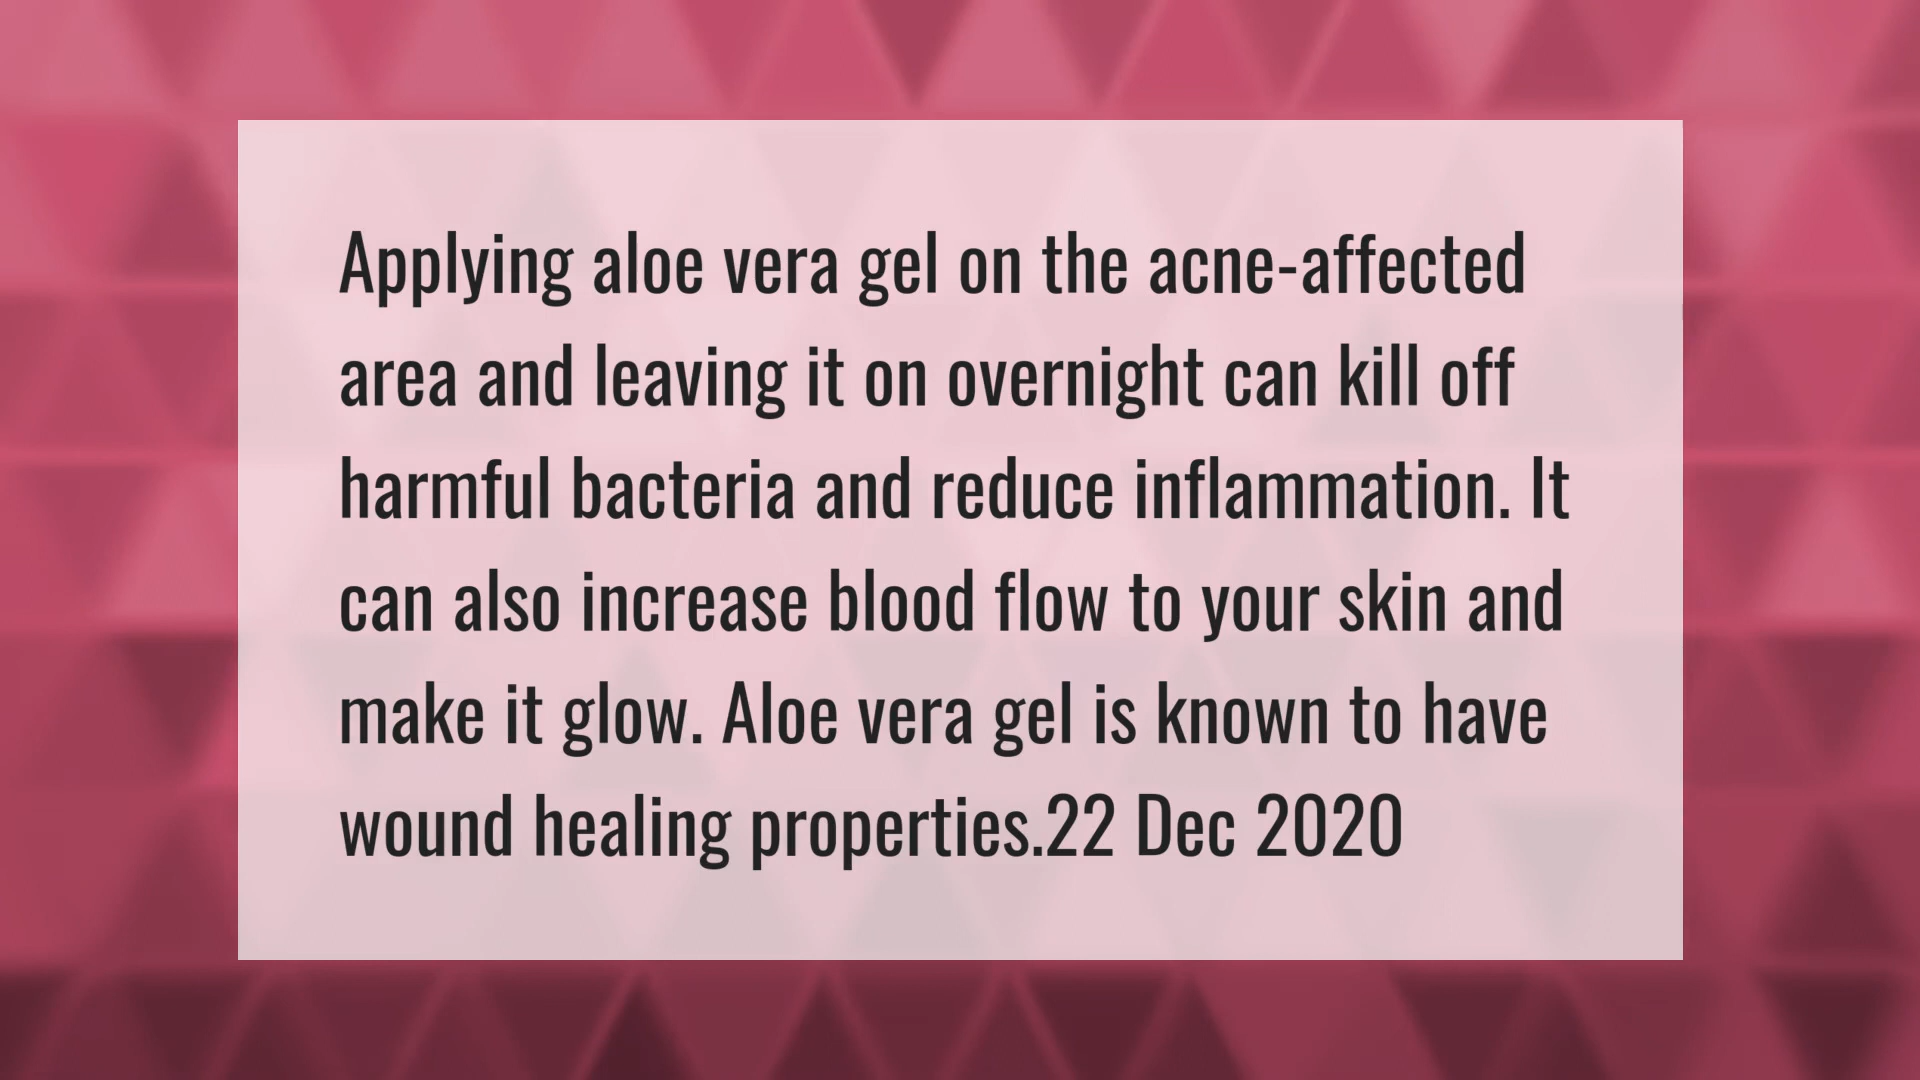 Applying aloe vera gel on the acne-affected
area and leaving it on overnight can kill off
harmful bacteria and reduce inflammation. It
can also increase blood flow to your skin and
make it glow. Aloe vera gel is known to have
wound healing properties.22 Dec 2020